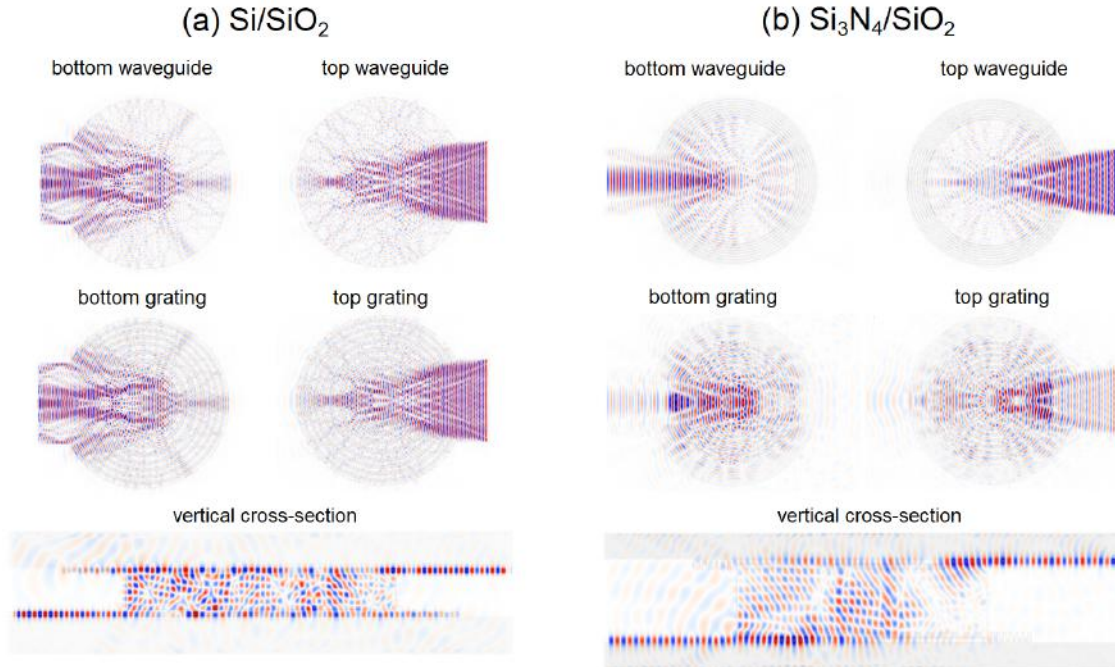 (a) Si/SiO₂
(b) Si₃N₄/SiO₂
bottom waveguide
top waveguide
bottom waveguide
top waveguide
bottom grating
top grating
bottom grating
top grating
vertical cross-section
vertical cross-section